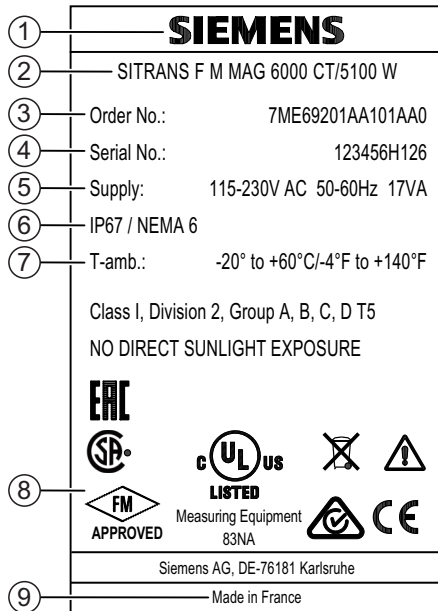 ① SIEMENS
② SITRANS F M MAG 6000 CT/5100 W
③ Order No.: 7ME69201AA101AA0
④ Serial No.: 123456H126
⑤ Supply: 115-230V AC 50-60Hz 17VA
⑥ IP67 / NEMA 6
⑦ T-amb.: -20° to +60°C/-4°F to +140°F
Class I, Division 2, Group A, B, C, D T5
NO DIRECT SUNLIGHT EXPOSURE
EAC
SA
C UL US
LISTED
⑧ FM
APPROVED
Measuring Equipment
83NA
CE
Siemens AG, DE-76181 Karlsruhe
⑨ Made in France